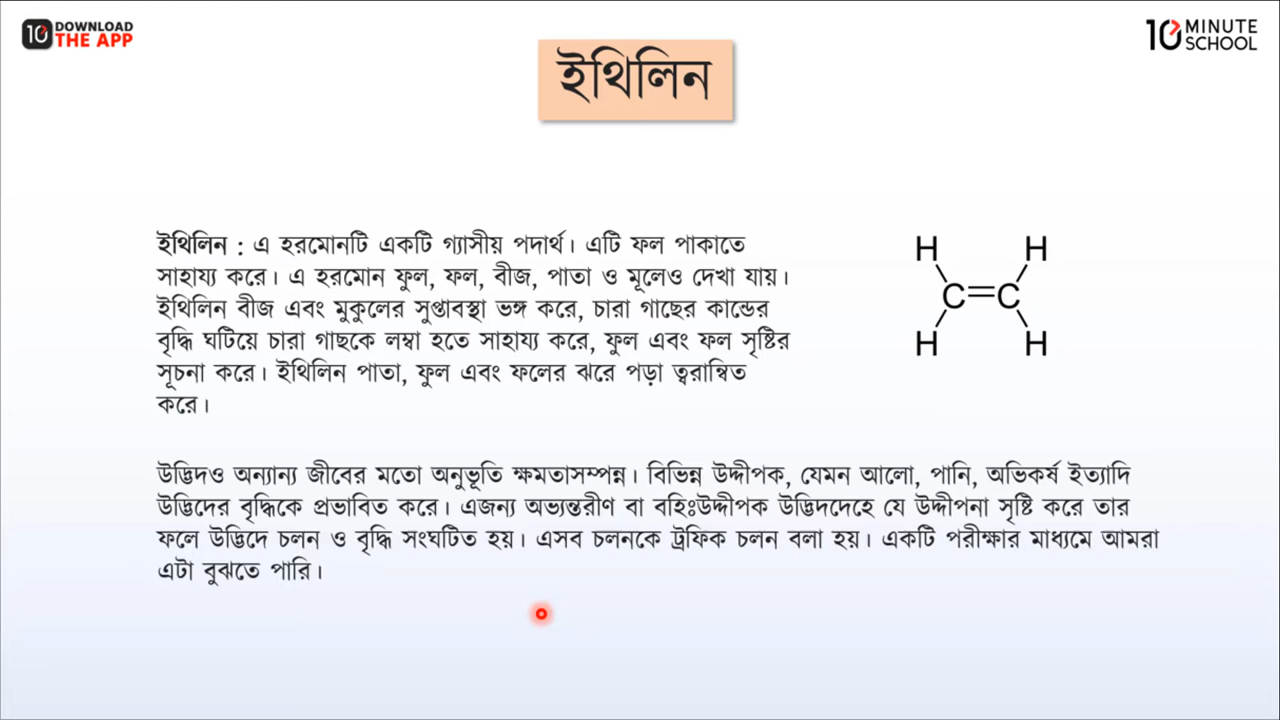 10 DOWNLOAD
THE APP
10 MINUTE
SCHOOL
ইথিলিন
ইথিলিন : এ হরমোনটি একটি গ্যাসীয় পদার্থ। এটি ফল পাকাতে
সাহায্য করে। এ হরমোন ফুল, ফল, বীজ, পাতা ও মূলেও দেখা যায়।
ইথিলিন বীজ এবং মুকুলের সুপ্তাবস্থা ভঙ্গ করে, চারা গাছের কান্ডের
বৃদ্ধি ঘটিয়ে চারা গাছকে লম্বা হতে সাহায্য করে, ফুল এবং ফল সৃষ্টির
সূচনা করে। ইথিলিন পাতা, ফুল এবং ফলের ঝরে পড়া ত্বরান্বিত
করে।
H H
C=C
H H
উদ্ভিদও অন্যান্য জীবের মতো অনুভূতি ক্ষমতাসম্পন্ন। বিভিন্ন উদ্দীপক, যেমন আলো, পানি, অভিকর্ষ ইত্যাদি
উদ্ভিদের বৃদ্ধিকে প্রভাবিত করে। এজন্য অভ্যন্তরীণ বা বহিঃউদ্দীপক উদ্ভিদদেহে যে উদ্দীপনা সৃষ্টি করে তার
ফলে উদ্ভিদে চলন ও বৃদ্ধি সংঘটিত হয়। এসব চলনকে ট্রফিক চলন বলা হয়। একটি পরীক্ষার মাধ্যমে আমরা
এটা বুঝতে পারি।